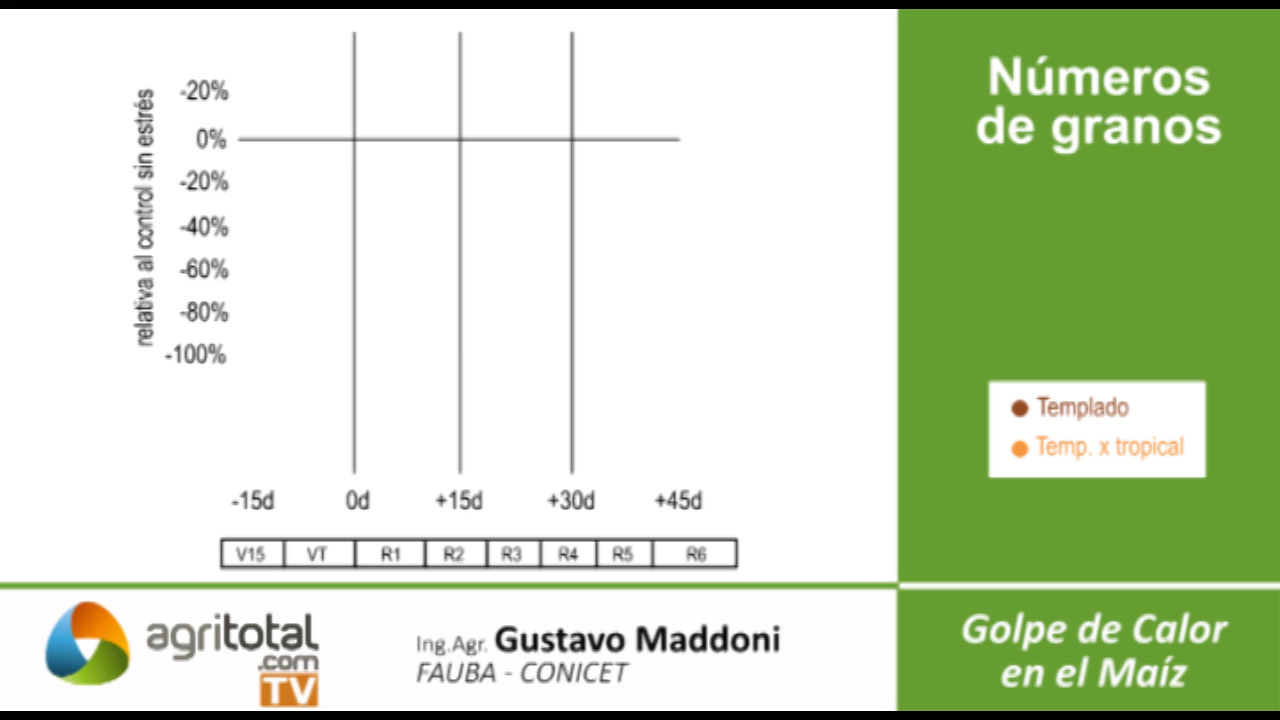 Números
de granos
relativa al control sin estrés
-20%
0%
-20%
-40%
-60%
-80%
-100%
Templado
Temp. x tropical
-15d 0d +15d +30d +45d
V15 VT R1 R2 R3 R4 R5 R6
agritotal
.com
TV
Ing.Agr. Gustavo Maddoni
FAUBA - CONICET
Golpe de Calor
en el Maíz